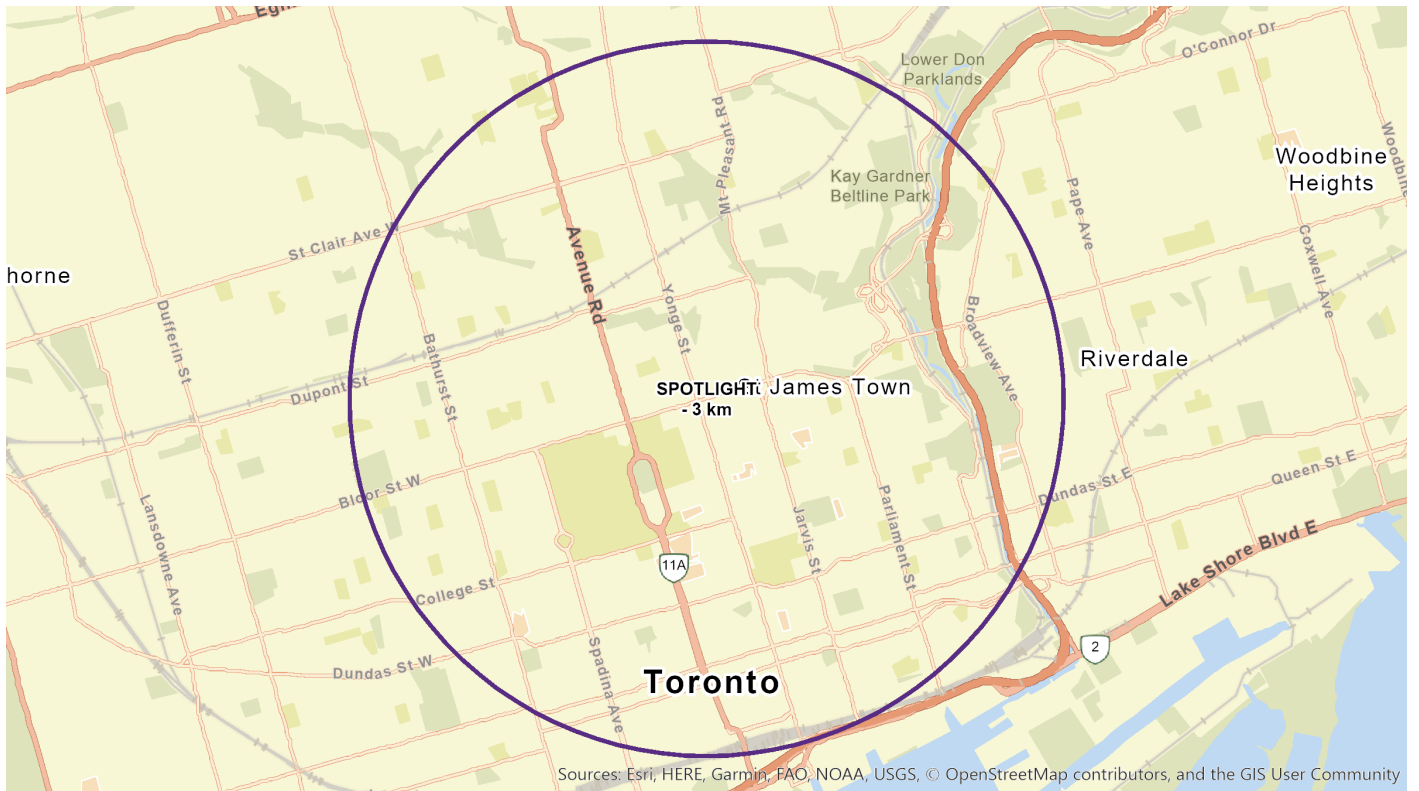 Egl
Lower Don
Parklands
O'Connor Dr
Mt Pleasant Rd
Woodbine
Woodbine
Heights
Kay Gardner
Beltline Park
Pape Ave
St Clair Ave W
Avenue Rd
Coxwell Ave
horne
Dufferin St
Yonge St
Broadview Ave
Bathurst St
Riverdale
Dupont St
SPOTLIGHT
- 3 km
St James Town
Bloor St W
Lansdowne Ave
Jarvis St
Parliament St
Dundas St E
Queen St E
11A
College St
Lake Shore Blvd E
Spadina Ave
Dundas St W
2
Toronto
Sources: Esri, HERE, Garmin, FAO, NOAA, USGS, © OpenStreetMap contributors, and the GIS User Community